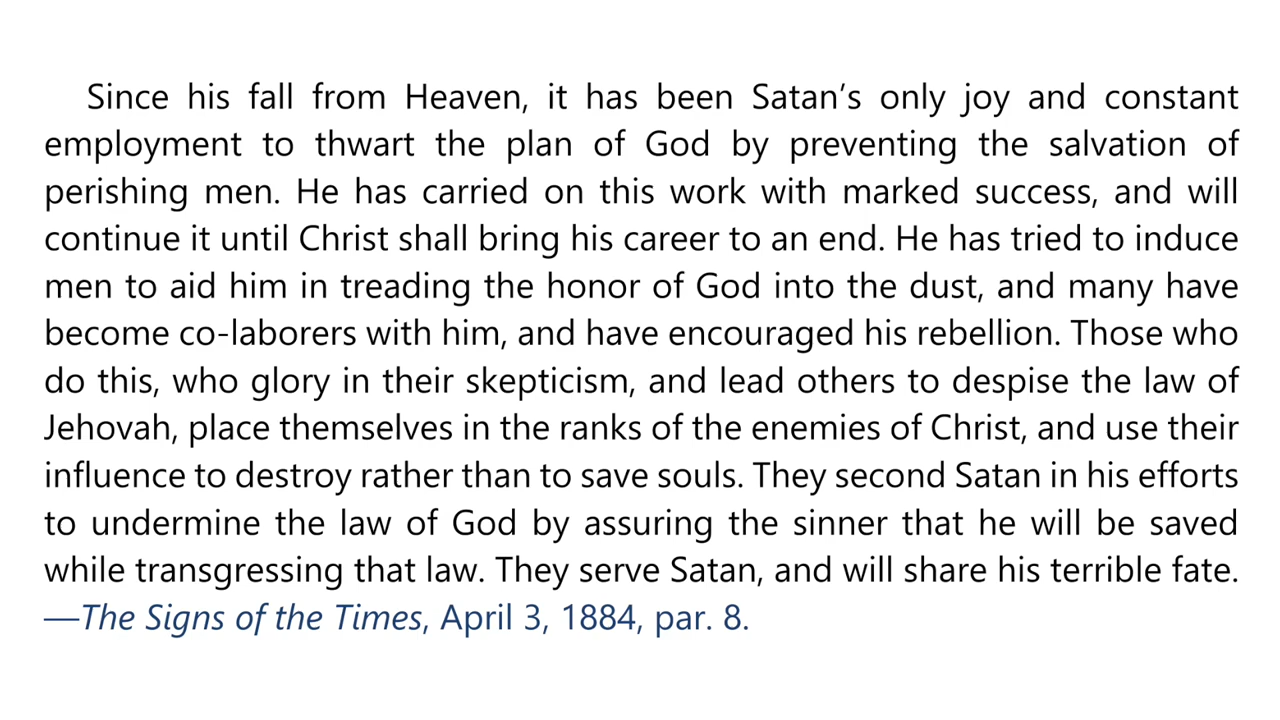 Since his fall from Heaven, it has been Satan’s only joy and constant
employment to thwart the plan of God by preventing the salvation of
perishing men. He has carried on this work with marked success, and will
continue it until Christ shall bring his career to an end. He has tried to induce
men to aid him in treading the honor of God into the dust, and many have
become co-laborers with him, and have encouraged his rebellion. Those who
do this, who glory in their skepticism, and lead others to despise the law of
Jehovah, place themselves in the ranks of the enemies of Christ, and use their
influence to destroy rather than to save souls. They second Satan in his efforts
to undermine the law of God by assuring the sinner that he will be saved
while transgressing that law. They serve Satan, and will share his terrible fate.
—The Signs of the Times, April 3, 1884, par. 8.